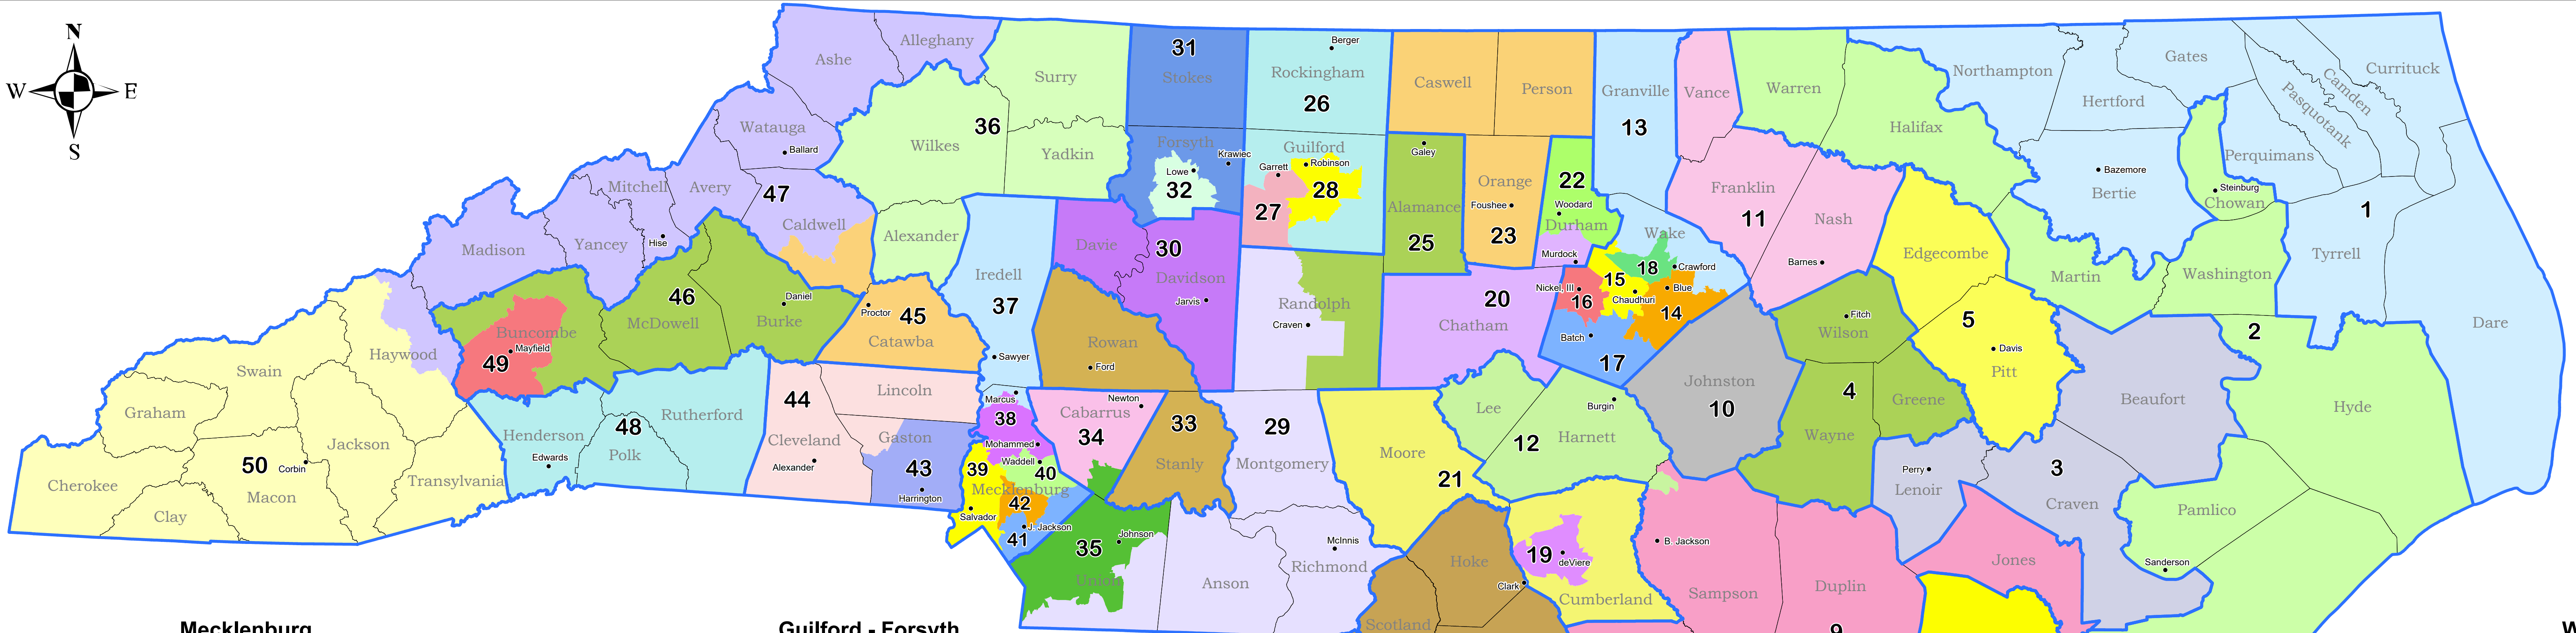 N
W E
S
Ashe
Alleghany
Surry
31
Stokes
Berger
Rockingham
26
Caswell
Person
Granville
13
Vance
Warren
Halifax
Northampton
Gates
Hertford
Pasquotank
Camden
Currituck
Watauga
Ballard
36
Wilkes
Yadkin
Forsyth
Krawiec
Lowe
32
Guilford
Garrett
Robinson
27
28
Galey
Alamance
25
Orange
Foushee
23
22
Woodard
Durham
Murdock
Wake
Franklin
11
Nash
Barnes
Edgecombe
Bazemore
Bertie
Perquimans
Steinburg
Chowan
1
Tyrrell
Martin
Washington
Dare
Mitchell
Avery
47
Caldwell
Madison
Yancey
Hise
Alexander
Iredell
37
Sawyer
Davie
30
Davidson
Jarvis
Randolph
Craven
20
Chatham
15
18
Crawford
Nickel, III
16
Chaudhuri
Blue
14
Batch
17
46
McDowell
Daniel
Burke
Proctor
45
Catawba
Rowan
Ford
Buncombe
Mayfield
49
Haywood
Swain
Graham
Jackson
50
Corbin
Macon
Cherokee
Clay
Transylvania
Henderson
Edwards
48
Polk
Rutherford
44
Cleveland
Alexander
Lincoln
Gaston
43
Harrington
Marcus
38
Mohammed
Waddell
39
40
Mecklenburg
42
Salvador
J. Jackson
41
Newton
Cabarrus
34
33
Stanly
29
Montgomery
Moore
21
Lee
12
Burgin
Harnett
Johnston
10
Fitch
Wilson
4
Greene
Wayne
5
Davis
Pitt
2
Beaufort
Hyde
Perry
Lenoir
3
Craven
Pamlico
Sanderson
Jones
35
Johnson
Union
Anson
McInnis
Richmond
Hoke
Clark
Scotland
19
deViere
Cumberland
B. Jackson
Sampson
Duplin
9
Mecklenburg
Guilford - Forsyth
W